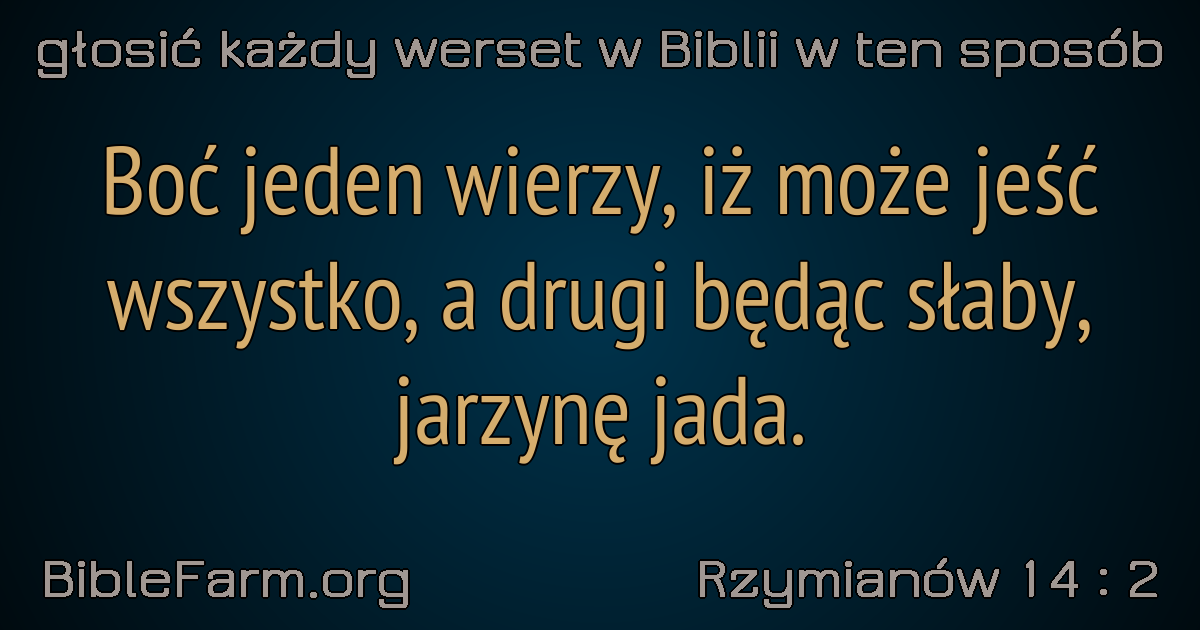 głosić każdy werset w Biblii w ten sposób
Boć jeden wierzy, iż może jeść
wszystko, a drugi będąc słaby,
jarzynę jada.
BibleFarm.org
Rzymianów 14 : 2